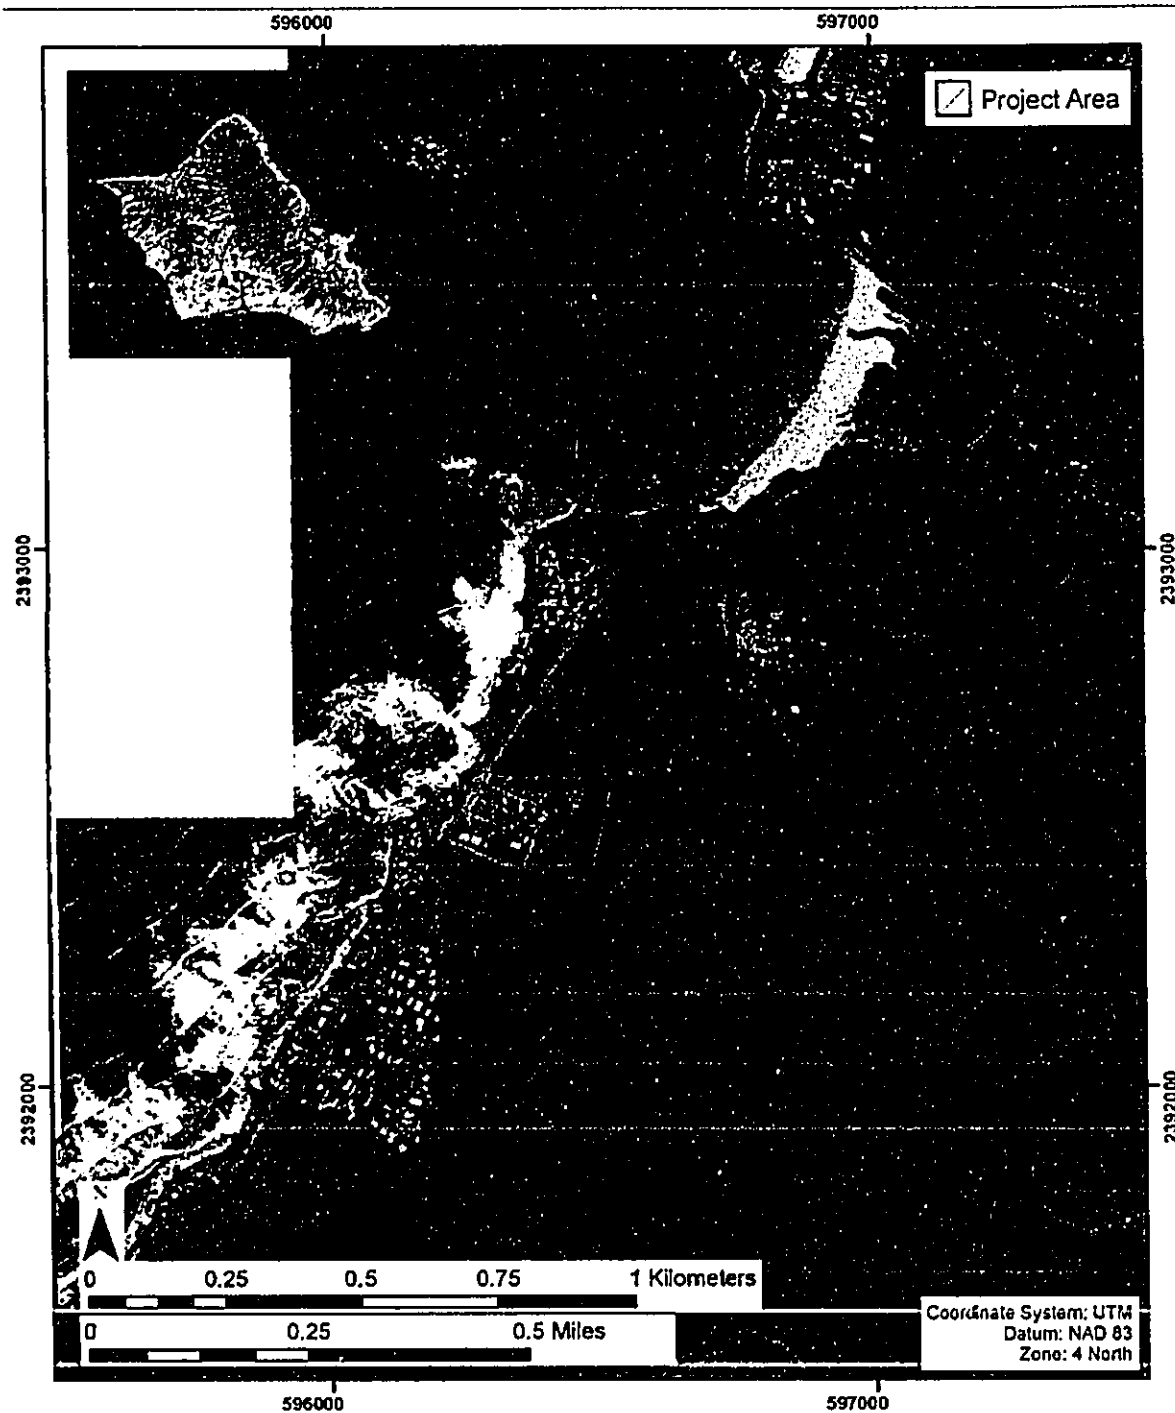 596000
597000
Project Area
2393000
2393000
2392000
2392000
0 0.25 0.5 0.75 1 Kilometers
0 0.25 0.5 Miles
Coordinate System: UTM
Datum: NAD 83
Zone: 4 North
596000
597000